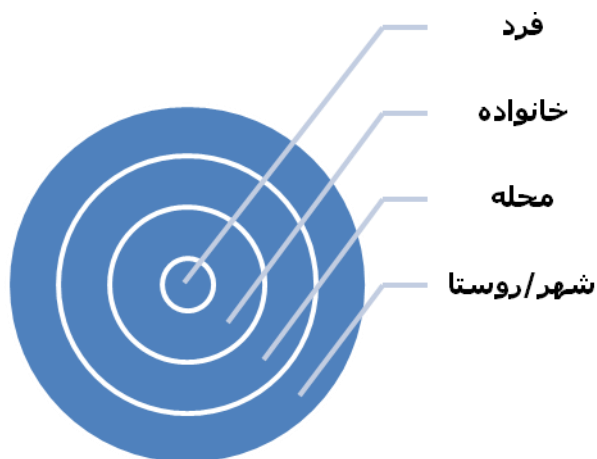 فرد
خانواده
محله
شهر/روستا